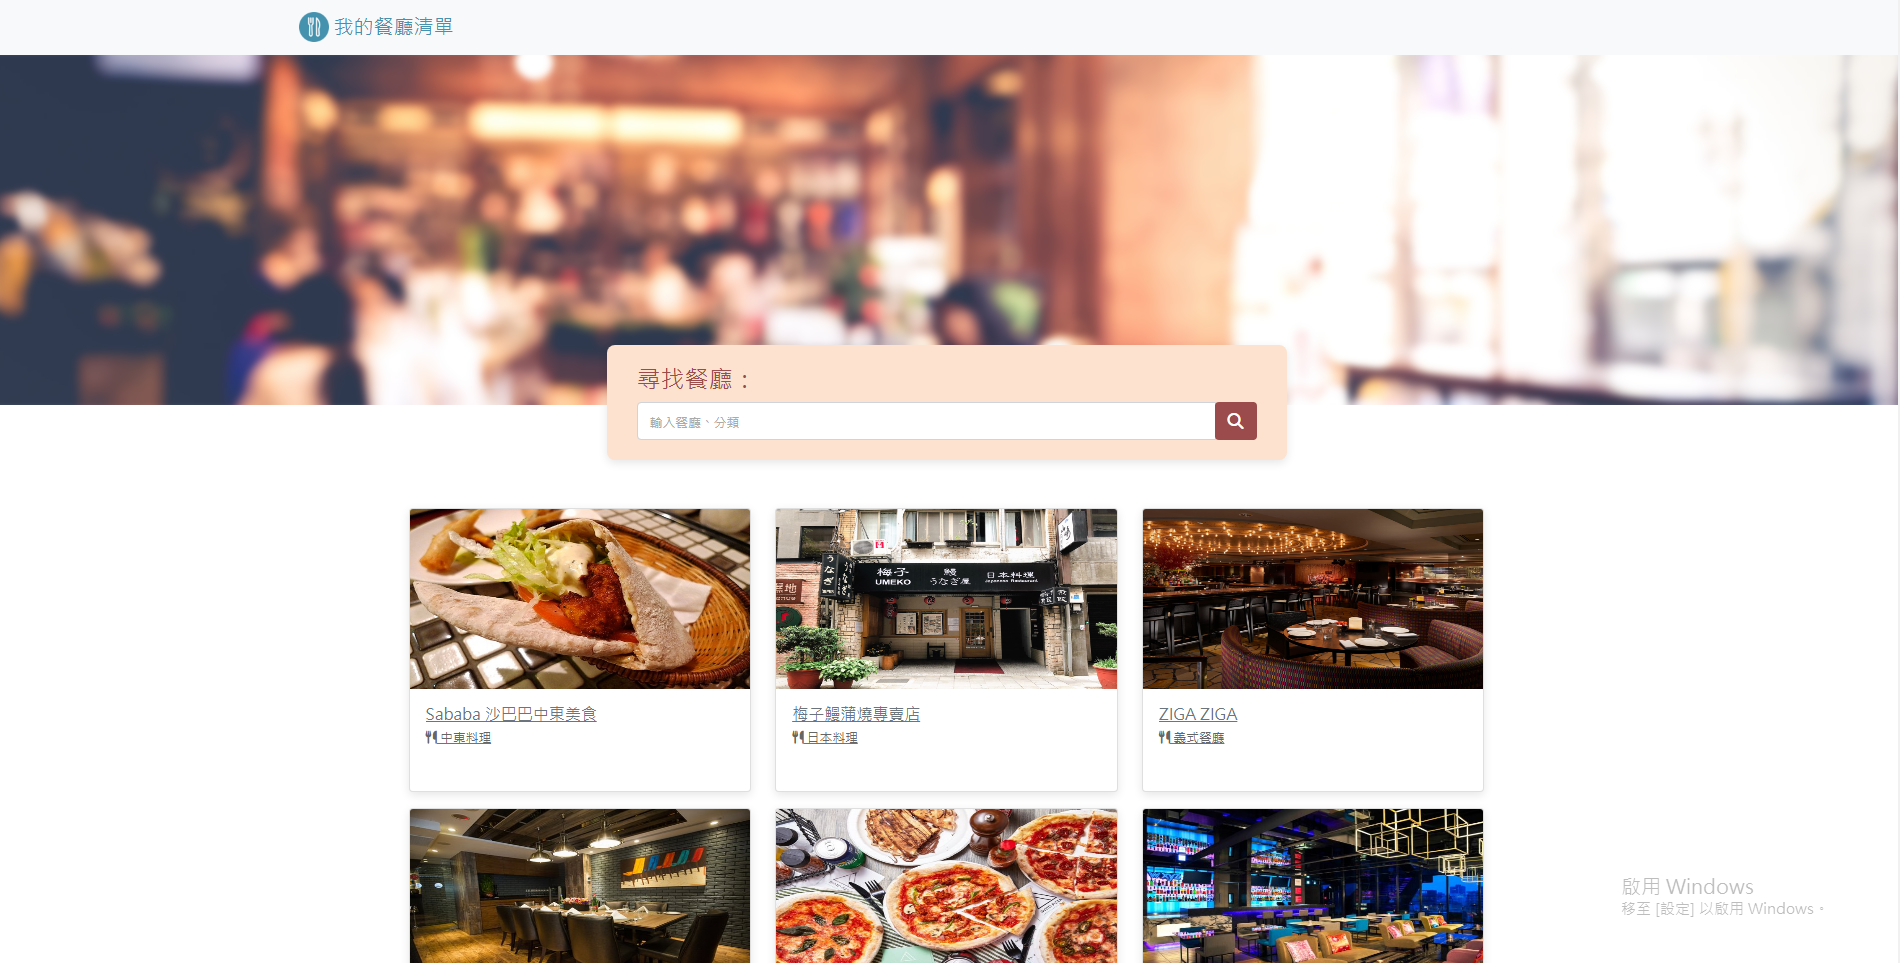 我的餐廳清單
尋找餐廳：
輸入餐廳、分類
うなぎ
梅子
UMEKO
鰻
うなぎ屋
日本料理
Japanese Restaurant
Sababa 沙巴巴中東美食
中東料理
梅子鰻蒲燒專賣店
日本料理
ZIGA ZIGA
義式餐廳
啟用 Windows
移至 [設定] 以啟用 Windows。